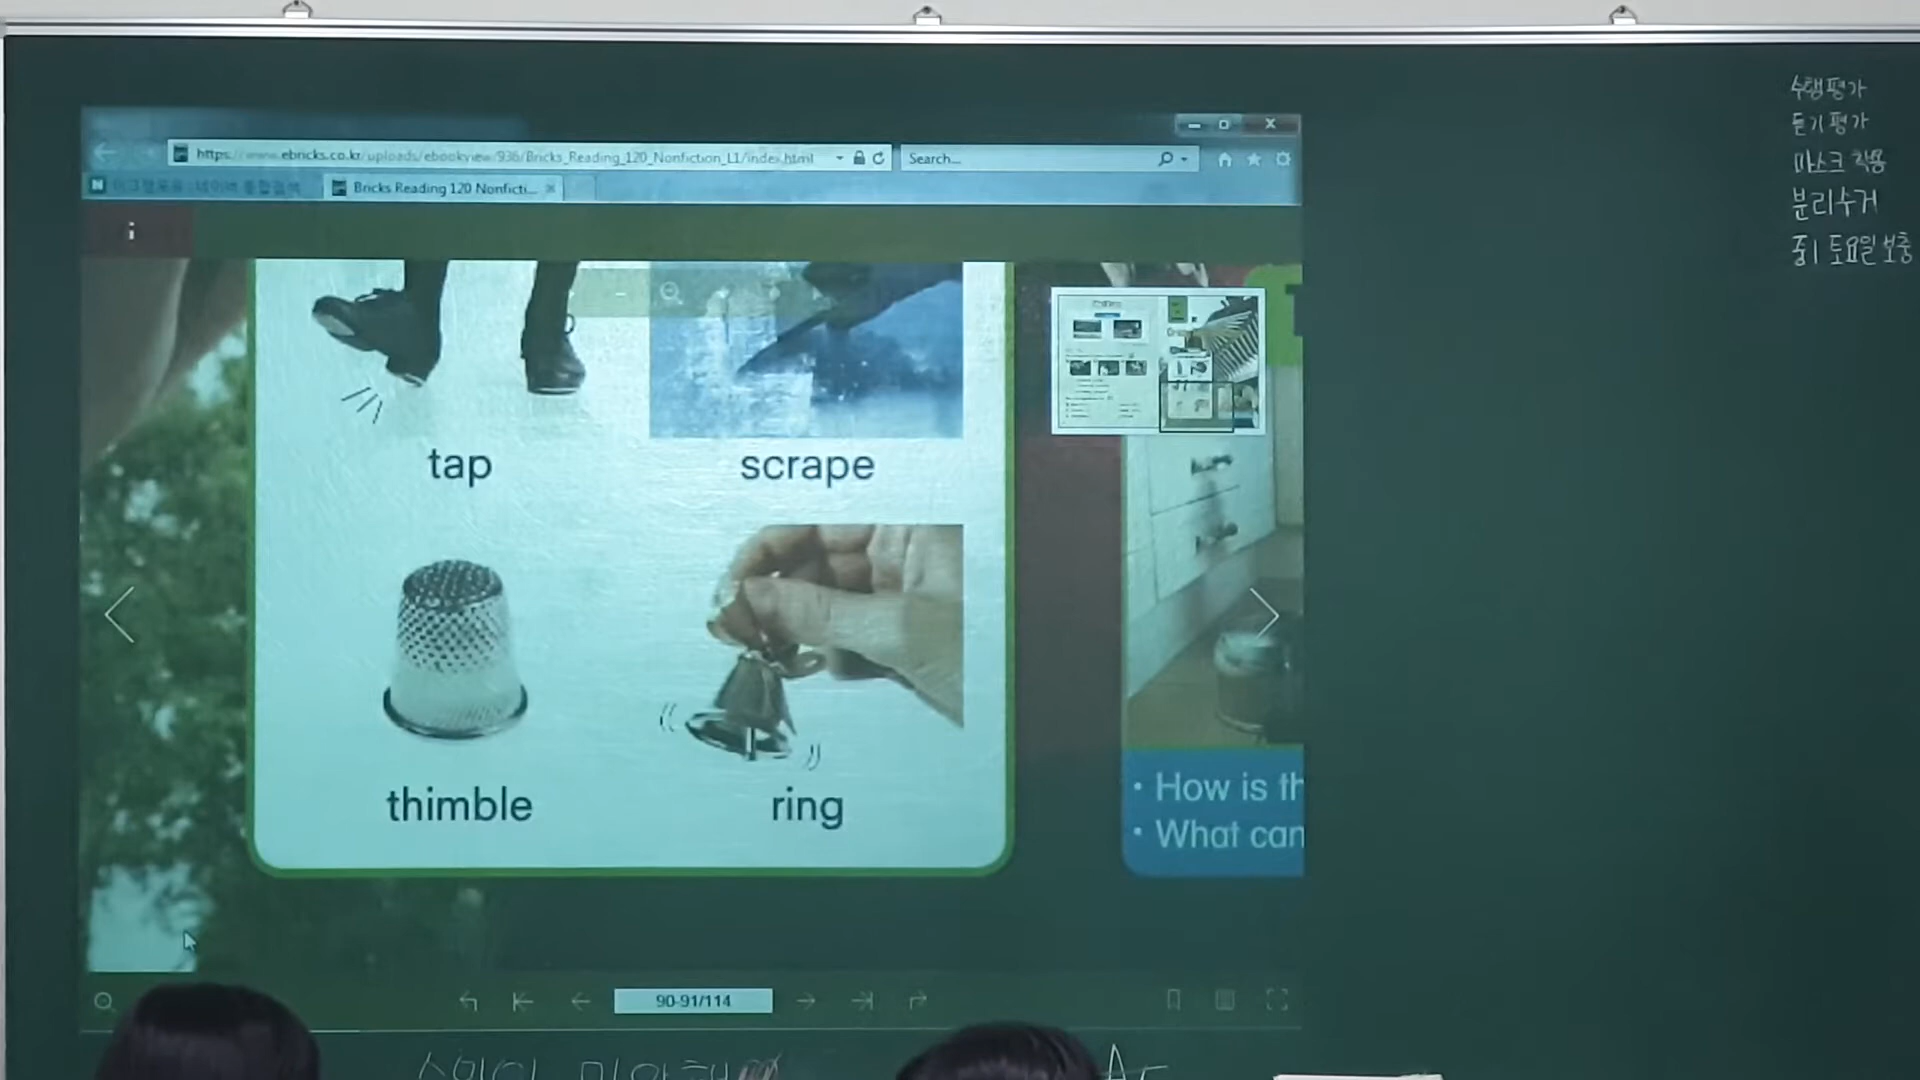 https://www.ebricks.co.kr/uploads/ebookview/936/Bricks_Reading_120_Nonfiction_L1/index.html
Search...
Bricks Reading 120 Nonficti...
i
tap
scrape
thimble
ring
• How is th
• What can
90-91/114
수행평가
듣기평가
마스크 착용
분리수거
중1 토요일 보충